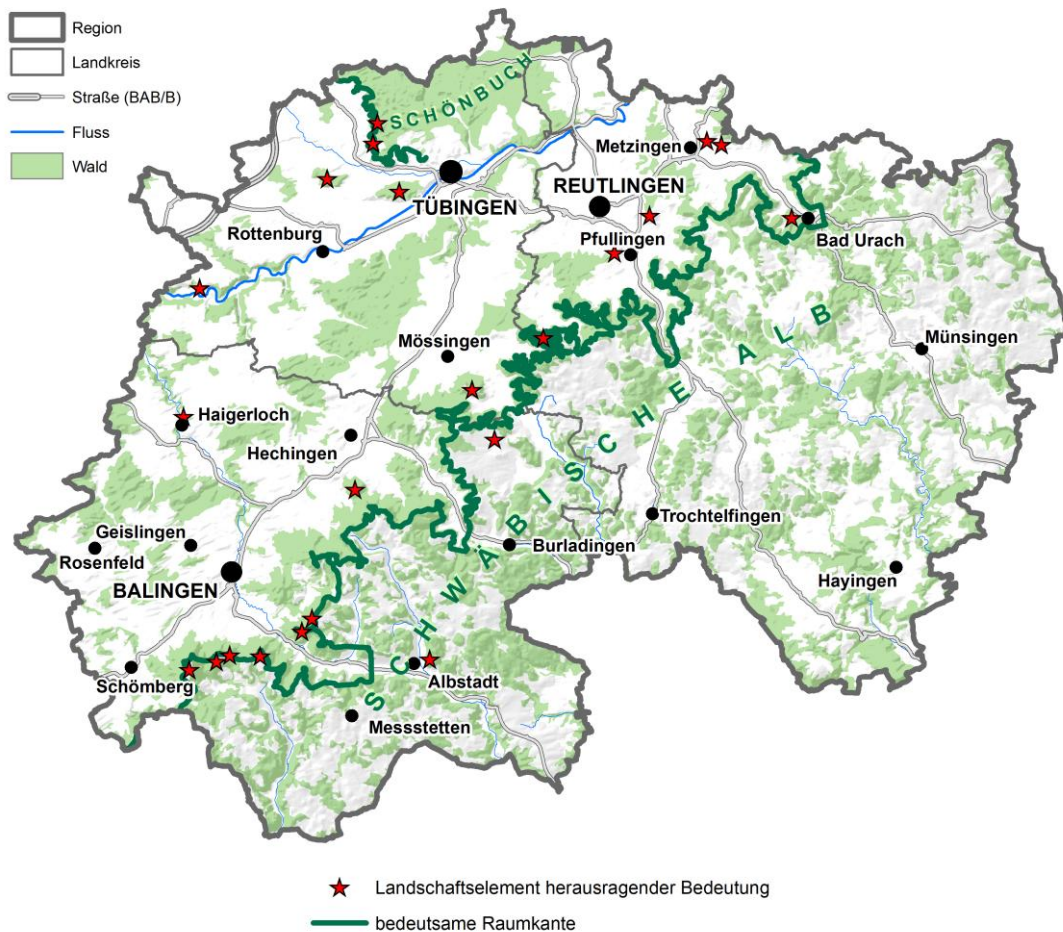 Region
Landkreis
Straße (BAB/B)
Fluss
Wald
SCHÖNBUCH
Metzingen
REUTLINGEN
TÜBINGEN
Rottenburg
Pfullingen
Bad Urach
Mössingen
Münsingen
Haigerloch
Hechingen
SCHWÄBISCHE ALB
Trochtelfingen
Geislingen
Rosenfeld
Burladingen
BALINGEN
Hayingen
Schömberg
Albstadt
Messstetten
Landschaftselement herausragender Bedeutung
bedeutsame Raumkante